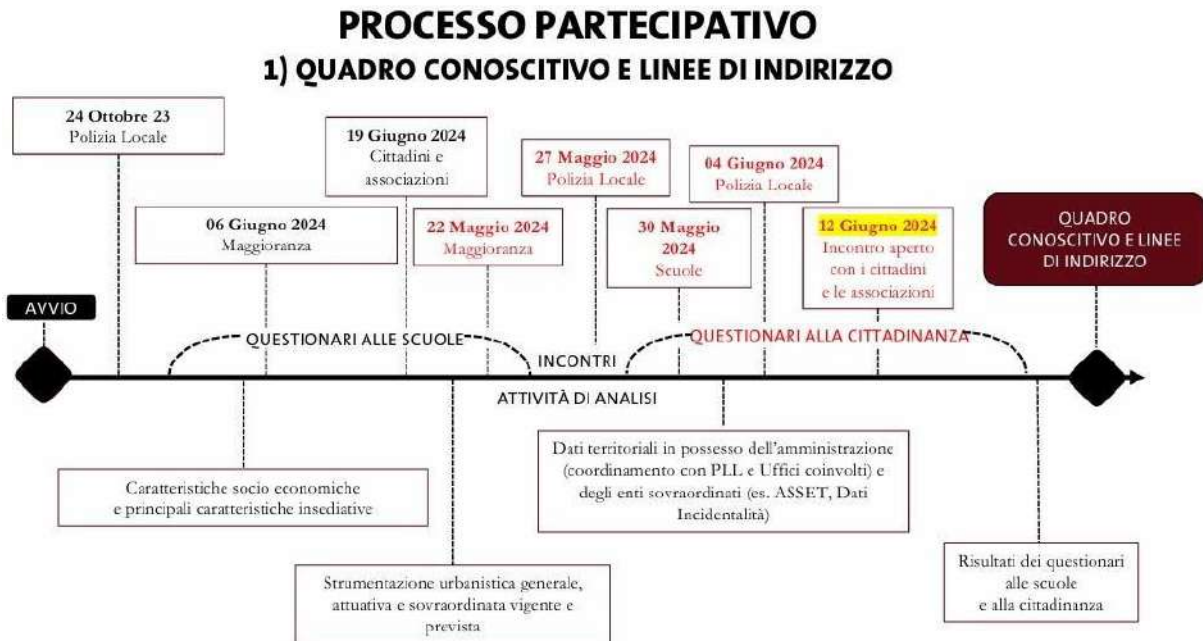 PROCESSO PARTECIPATIVO
1) QUADRO CONOSCITIVO E LINEE DI INDIRIZZO
24 Ottobre 23
Polizia Locale
19 Giugno 2024
Cittadini e
associazioni
27 Maggio 2024
Polizia Locale
04 Giugno 2024
Polizia Locale
06 Giugno 2024
Maggioranza
22 Maggio 2024
Maggioranza
30 Maggio
2024
Scuole
12 Giugno 2024
Incontro aperto
con i cittadini
e le associazioni
QUADRO
CONOSCITIVO E LINEE
DI INDIRIZZO
AVVIO
QUESTIONARI ALLE SCUOLE
INCONTRI
QUESTIONARI ALLA CITTADINANZA
ATTIVITÀ DI ANALISI
Caratteristiche socio economiche
e principali caratteristiche insediative
Dati territoriali in possesso dell'amministrazione
(coordinamento con PLL e Uffici coinvolti) e
degli enti sovraordinati (es. ASSET, Dati
Incidentalità)
Strumentazione urbanistica generale,
attuativa e sovraordinata vigente e
prevista
Risultati dei questionari
alle scuole
e alla cittadinanza